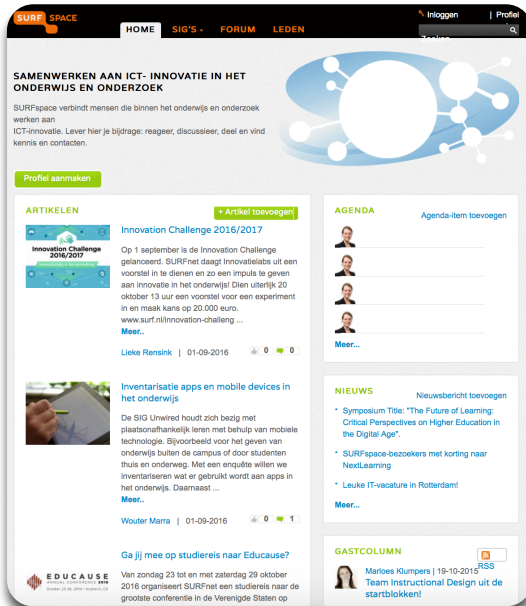 SURF SPACE
HOME SIG'S FORUM LEDEN
Inloggen | Profiel
Zoeken
SAMENWERKEN AAN ICT- INNOVATIE IN HET
ONDERWIJS EN ONDERZOEK
SURFspace verbindt mensen die binnen het onderwijs en onderzoek
werken aan
ICT-innovatie. Lever hier je bijdrage: reageer, discussieer, deel en vind
kennis en contacten.
Profiel aanmaken
ARTIKELEN
+ Artikel toevoegen
Innovation Challenge
2016/2017
Innovation Challenge 2016/2017
Op 1 september is de Innovation Challenge
gelanceerd. SURFnet daagt Innovatielabs uit een
voorstel in te dienen en zo een impuls te geven
aan innovatie in het onderwijs! Dien uiterlijk 20
oktober 13 uur een voorstel voor een experiment
in en maak kans op 20.000 euro.
www.surf.nl/innovation-challeng ...
Meer..
Lieke Rensink | 01-09-2016 0 0
Inventarisatie apps en mobile devices in
het onderwijs
De SIG Unwired houdt zich bezig met
plaatsonafhankelijk leren met behulp van mobiele
technologie. Bijvoorbeeld voor het geven van
onderwijs buiten de campus of door studenten
thuis en onderweg. Met een enquête willen we
inventariseren wat er gebruikt wordt aan apps in
het onderwijs. Daarnaast ...
Meer..
Wouter Marra | 01-09-2016 0 1
Ga jij mee op studiereis naar Educause?
EDUCAUSE
ANNUAL CONFERENCE 2016
Van zondag 23 tot en met zaterdag 29 oktober
2016 organiseert SURFnet een studiereis naar de
grootste conferentie in de Verenigde Staten op
AGENDA
Agenda-item toevoegen
Meer...
NIEUWS
Nieuwsbericht toevoegen
Symposium Title: "The Future of Learning:
Critical Perspectives on Higher Education in
the Digital Age".
SURFspace-bezoekers met korting naar
NextLearning
Leuke IT-vacature in Rotterdam!
Meer...
GASTCOLUMN
RSS
Marloes Klumpers | 19-10-2015
Team Instructional Design uit de
startblokken!